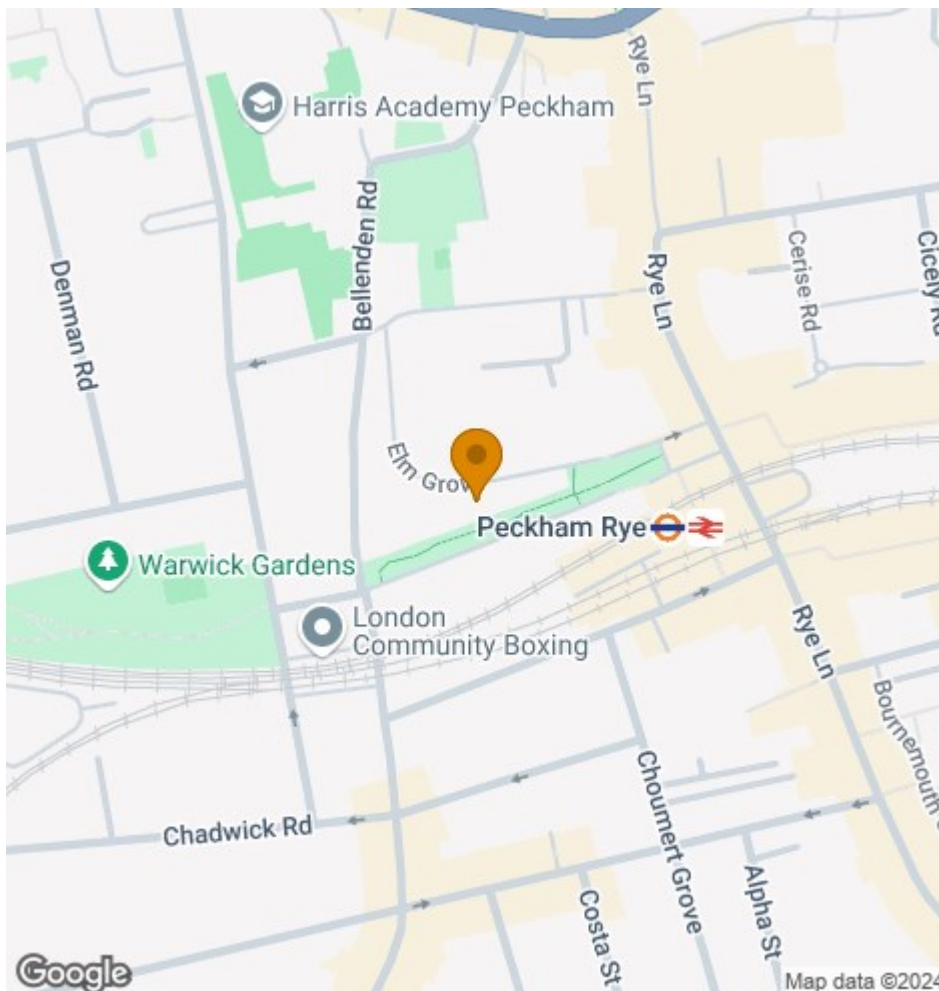 Rye Ln
Harris Academy Peckham
Bellenden Rd
Rye Ln
Cerise Rd
Cicely Rd
Denman Rd
Elm Grove
Peckham Rye
Warwick Gardens
London
Community Boxing
Rye Ln
Bournemouth
Choumert Grove
Chadwick Rd
Alpha St
Costa St
Google
Map data ©2024